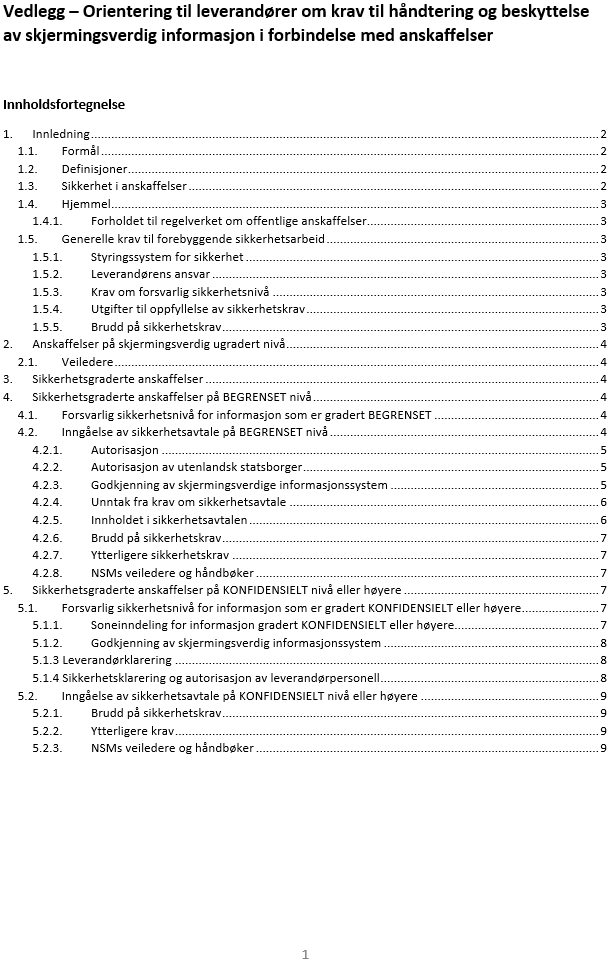 Vedlegg – Orientering til leverandører om krav til håndtering og beskyttelse
av skjermingsverdig informasjon i forbindelse med anskaffelser
Innholdsfortegnelse
1. Innledning 2
1.1. Formål 2
1.2. Definisjoner 2
1.3. Sikkerhet i anskaffelser 2
1.4. Hjemmel 3
1.4.1. Forholdet til regelverket om offentlige anskaffelser 3
1.5. Generelle krav til forebyggende sikkerhetsarbeid 3
1.5.1. Styringssystem for sikkerhet 3
1.5.2. Leverandørens ansvar 3
1.5.3. Krav om forsvarlig sikkerhetsnivå 3
1.5.4. Utgifter til oppfyllelse av sikkerhetskrav 3
1.5.5. Brudd på sikkerhetskrav 3
2. Anskaffelser på skjermingsverdig ugradert nivå 4
2.1. Veiledere 4
3. Sikkerhetsgraderte anskaffelser 4
4. Sikkerhetsgraderte anskaffelser på BEGRENSET nivå 4
4.1. Forsvarlig sikkerhetsnivå for informasjon som er gradert BEGRENSET 4
4.2. Inngåelse av sikkerhetsavtale på BEGRENSET nivå 4
4.2.1. Autorisasjon 5
4.2.2. Autorisasjon av utenlandsk statsborger 5
4.2.3. Godkjenning av skjermingsverdige informasjonssystem 5
4.2.4. Unntak fra krav om sikkerhetsavtale 6
4.2.5. Innholdet i sikkerhetsavtalen 6
4.2.6. Brudd på sikkerhetskrav 7
4.2.7. Ytterligere sikkerhetskrav 7
4.2.8. NSMs veiledere og håndbøker 7
5. Sikkerhetsgraderte anskaffelser på KONFIDENSIELT nivå eller høyere 7
5.1. Forsvarlig sikkerhetsnivå for informasjon som er gradert KONFIDENSIELT eller høyere 7
5.1.1. Soneinndeling for informasjon gradert KONFIDENSIELT eller høyere 7
5.1.2. Godkjenning av skjermingsverdig informasjonssystem 8
5.1.3 Leverandørklarering 8
5.1.4 Sikkerhetsklarering og autorisasjon av leverandørpersonell 8
5.2. Inngåelse av sikkerhetsavtale på KONFIDENSIELT nivå eller høyere 9
5.2.1. Brudd på sikkerhetskrav 9
5.2.2. Ytterligere krav 9
5.2.3. NSMs veiledere og håndbøker 9
1